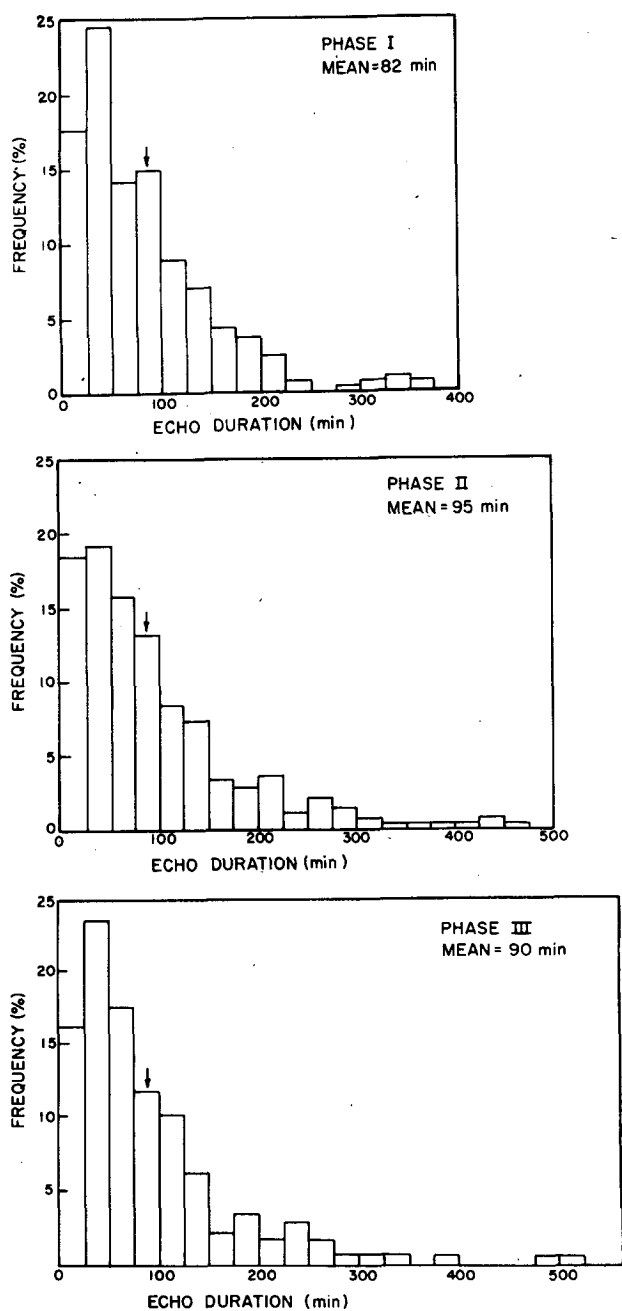 PHASE I
MEAN=82 min
25
20
15
10
5
0
FREQUENCY (%)
0 100 200 300 400
ECHO DURATION (min)
PHASE II
MEAN=95 min
25
20
15
10
5
0
FREQUENCY (%)
0 100 200 300 400 500
ECHO DURATION (min)
PHASE III
MEAN=90 min
25
20
15
10
5
FREQUENCY (%)
0 100 200 300 400 500
ECHO DURATION (min)